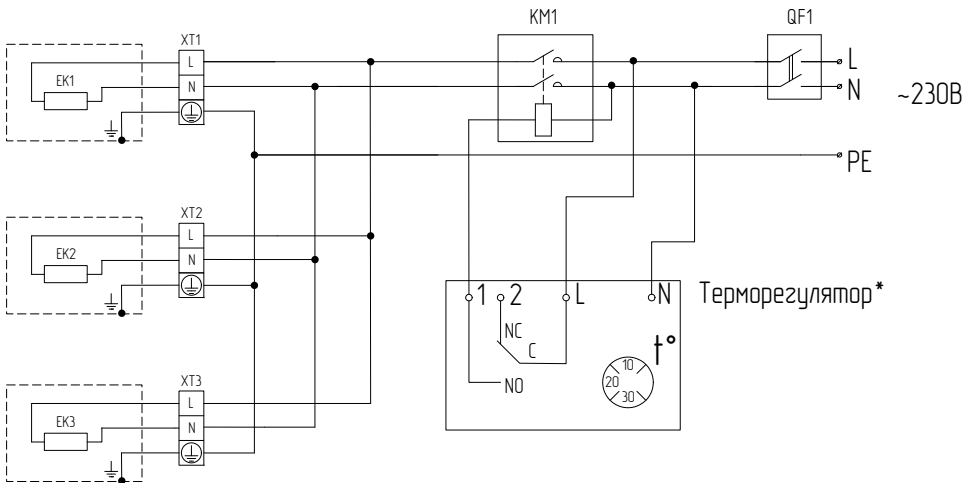 KM1
QF1
XT1
L
EK1
N
L
N
~230В
PE
XT2
L
EK2
N
1
2
L
N
Терморегулятор*
NC
C
t°
NO
10
20
30
XT3
L
EK3
N